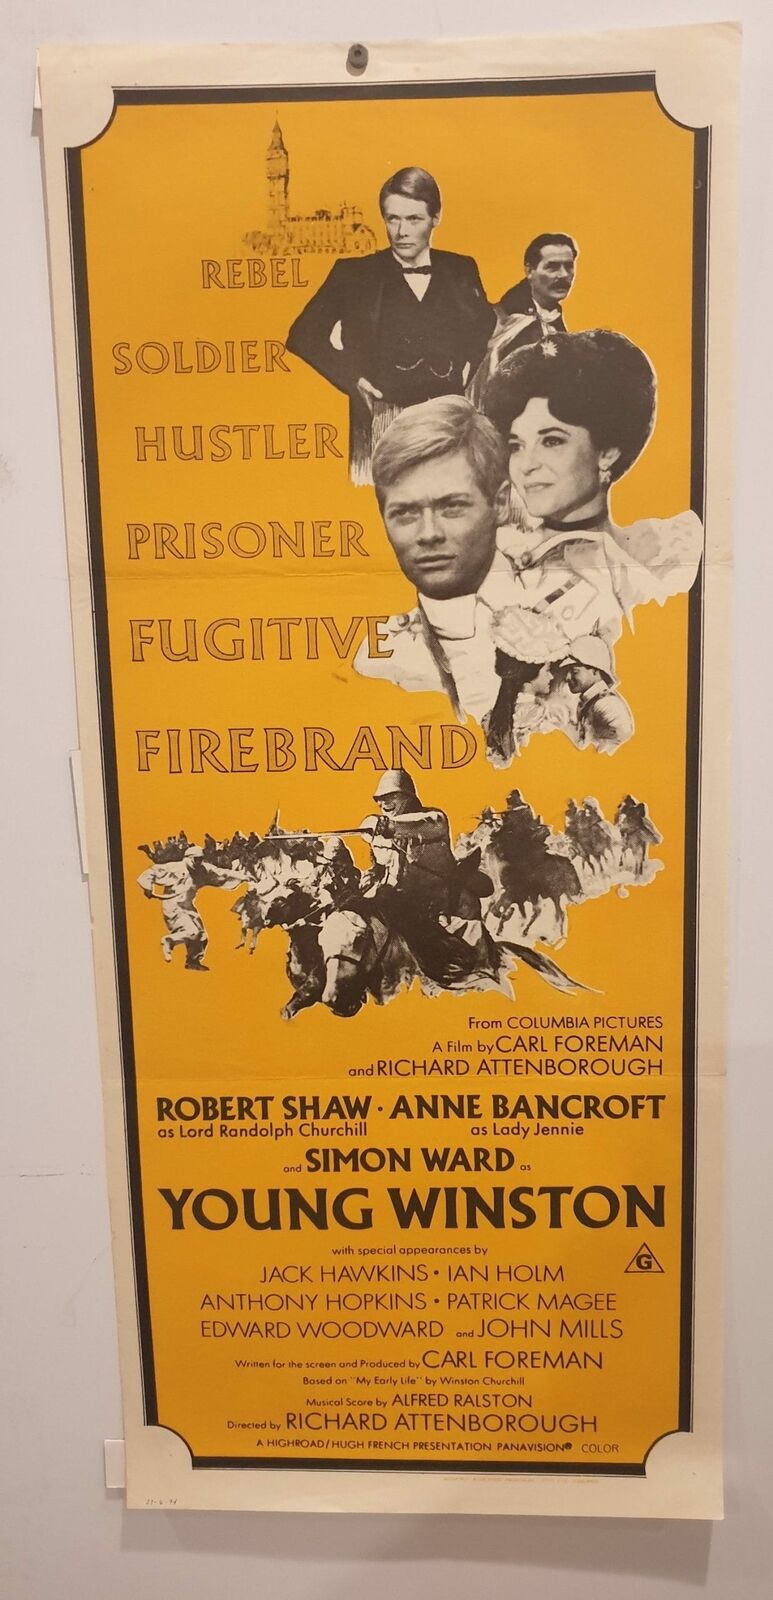 REBEL
SOLDIER
HUSTLER
PRISONER
FUGITIVE
FIREBRAND
From COLUMBIA PICTURES
A Film by CARL FOREMAN
and RICHARD ATTENBOROUGH
ROBERT SHAW • ANNE BANCROFT
as Lord Randolph Churchill as Lady Jennie
and SIMON WARD as
YOUNG WINSTON
G
with special appearances by
JACK HAWKINS • IAN HOLM
ANTHONY HOPKINS • PATRICK MAGEE
EDWARD WOODWARD and JOHN MILLS
Written for the screen and Produced by CARL FOREMAN
Based on "My Early Life" by Winston Churchill
Musical Score by ALFRED RALSTON
Directed by RICHARD ATTENBOROUGH
A HIGHROAD/HUGH FRENCH PRESENTATION PANAVISION® COLOR